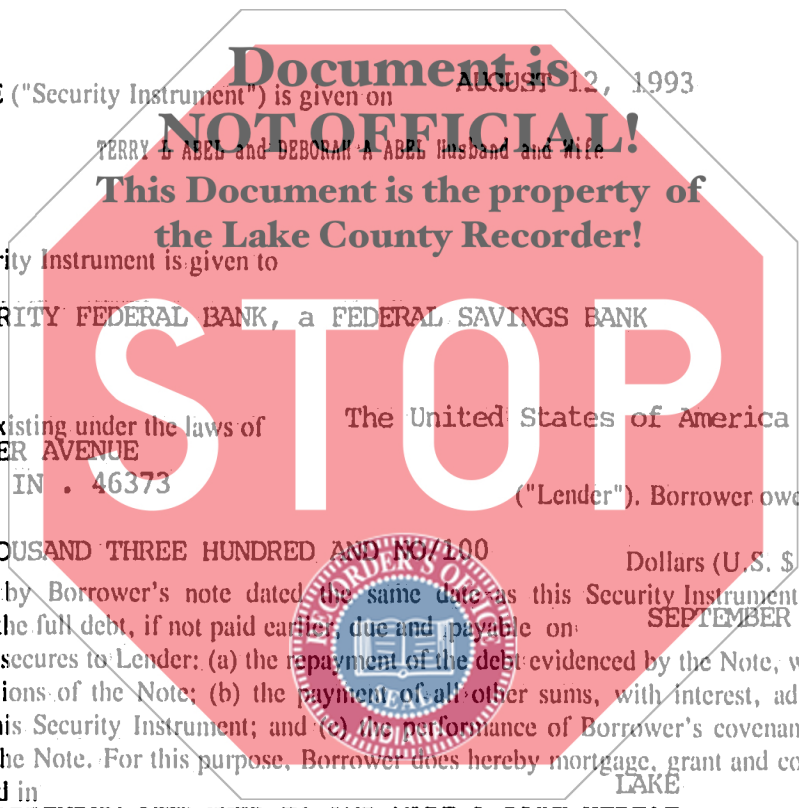 Document is
E ("Security Instrument") is given on AUGUST 12, 1993
NOT OFFICIAL!
TERRY L ABEL and DEBORAH A ABEL Husband and Wife
This Document is the property of
the Lake County Recorder!
rity Instrument is given to
RITY FEDERAL BANK, a FEDERAL SAVINGS BANK
STOP
xisting under the laws of The United States of America
ER AVENUE
IN . 46373
("Lender"). Borrower owe
OUSAND THREE HUNDRED AND NO/100
Dollars (U.S. $
RECORDER'S OFFICE
by Borrower's note dated the same date as this Security Instrument
SEPTEMBER
he full debt, if not paid earlier, due and payable on
secures to Lender: (a) the repayment of the debt evidenced by the Note, w
ions of the Note; (b) the payment of all other sums, with interest, ad
SEAL
is Security Instrument; and (c) the performance of Borrower's covenan
he Note. For this purpose, Borrower does hereby mortgage, grant and co
d in LAKE